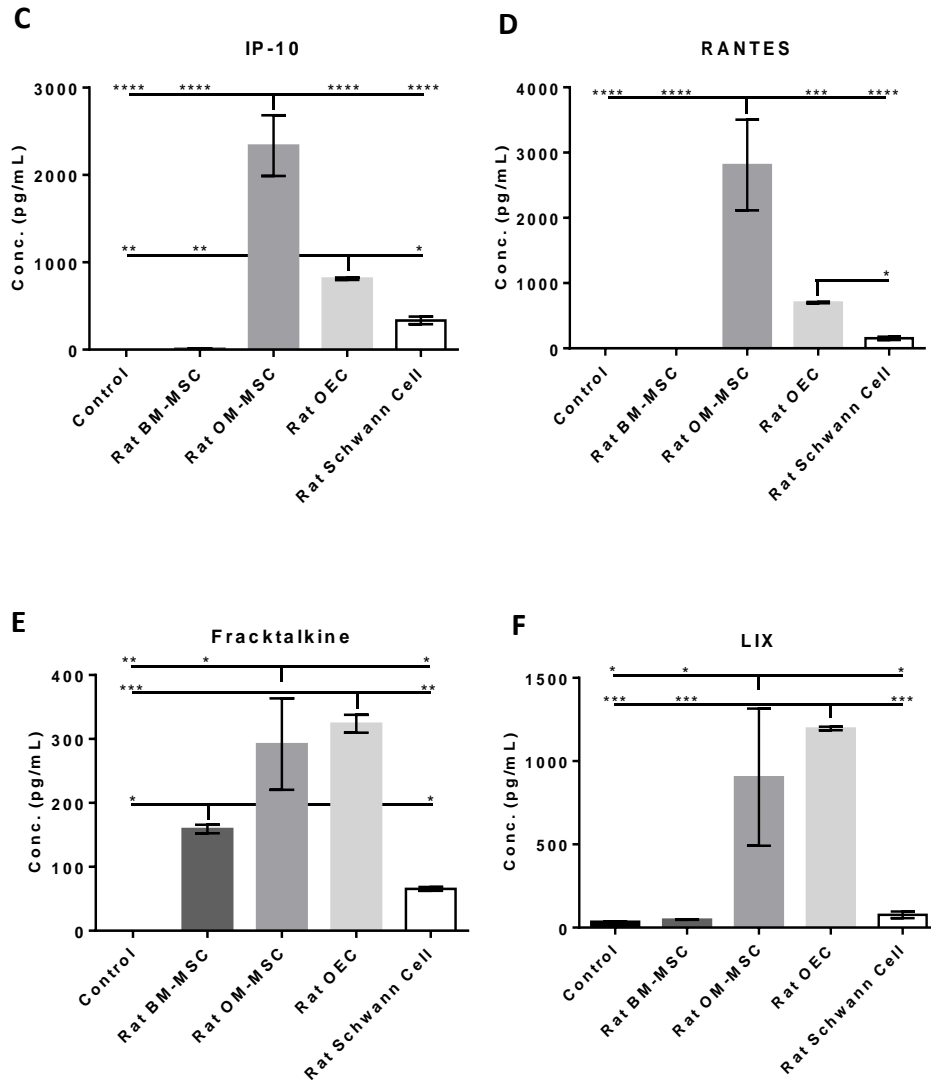 C
IP-10
**** **** **** ****
3000
2000
1000
0
** ** *
Conc. (pg/mL)
Control
Rat BM-MSC
Rat OM-MSC
Rat OEC
Rat Schwann Cell
D
RANTES
**** **** *** ****
4000
3000
2000
1000
0
*
Conc. (pg/mL)
Control
Rat BM-MSC
Rat OM-MSC
Rat OEC
Rat Schwann Cell
E
Fracktalkine
** * *
*** **
* *
400
300
200
100
0
Conc. (pg/mL)
Control
Rat BM-MSC
Rat OM-MSC
Rat OEC
Rat Schwann Cell
F
LIX
* * *
*** *** ***
1500
1000
500
0
Conc. (pg/mL)
Control
Rat BM-MSC
Rat OM-MSC
Rat OEC
Rat Schwann Cell